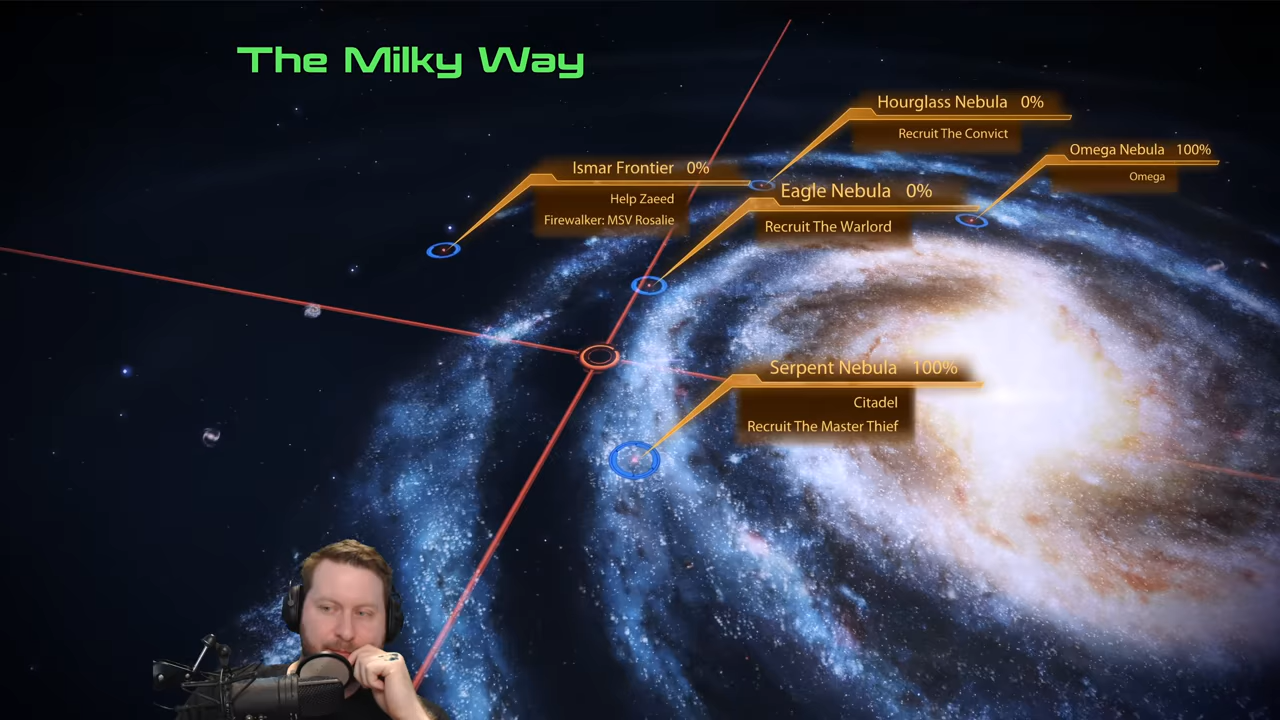 The Milky Way
Hourglass Nebula 0%
Recruit The Convict
Omega Nebula 100%
Omega
Ismar Frontier 0%
Help Zaeed
Firewalker: MSV Rosalie
Eagle Nebula 0%
Recruit The Warlord
Serpent Nebula 100%
Citadel
Recruit The Master Thief